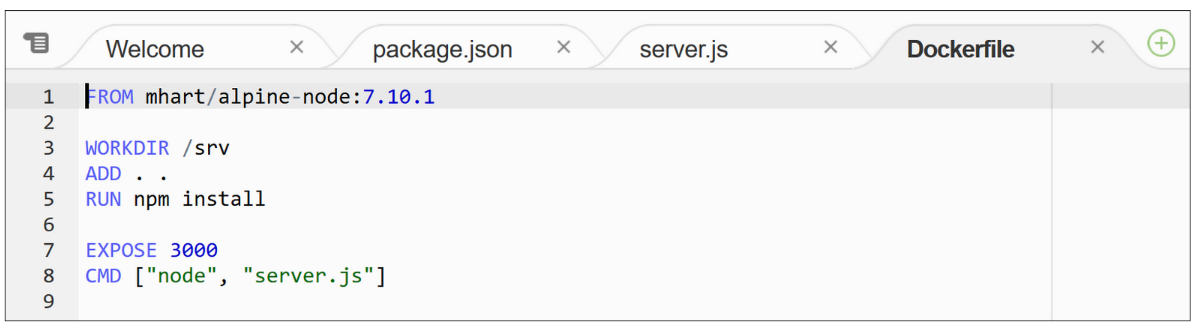 Welcome × package.json × server.js × Dockerfile ×
1 FROM mhart/alpine-node:7.10.1
2
3 WORKDIR /srv
4 ADD . .
5 RUN npm install
6
7 EXPOSE 3000
8 CMD ["node", "server.js"]
9